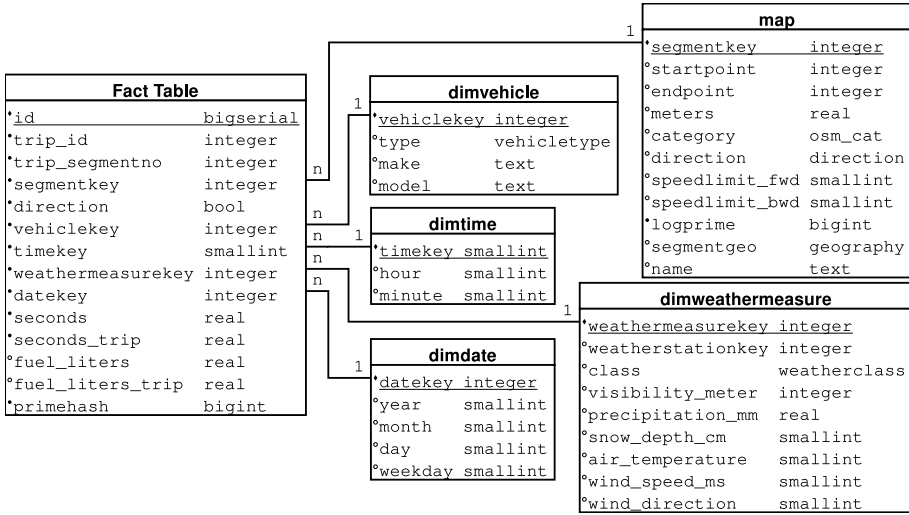 Fact Table
•id bigserial
•trip_id integer
•trip_segmentno integer
•segmentkey integer
•direction bool
•vehiclekey integer
•timekey smallint
•weathermeasurekey integer
•datekey integer
•seconds real
•seconds_trip real
°fuel_liters real
°fuel_liters_trip real
•primehash bigint
n
n
n
n
n
1
1
1
1
1
dimvehicle
•vehiclekey integer
°type vehicletype
°make text
°model text
dimtime
•timekey smallint
°hour smallint
°minute smallint
dimdate
•datekey integer
°year smallint
°month smallint
°day smallint
°weekday smallint
map
•segmentkey integer
°startpoint integer
°endpoint integer
°meters real
°category osm_cat
°direction direction
°speedlimit_fwd smallint
°speedlimit_bwd smallint
•logprime bigint
°segmentgeo geography
°name text
dimweathermeasure
•weathermeasurekey integer
°weatherstationkey integer
°class weatherclass
°visibility_meter integer
°precipitation_mm real
°snow_depth_cm smallint
°air_temperature smallint
°wind_speed_ms smallint
°wind_direction smallint